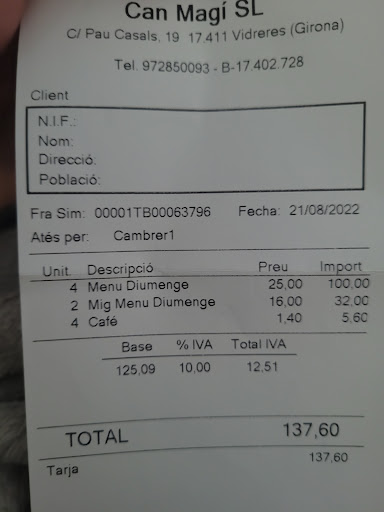 Can Magí SL
C/ Pau Casals, 19 17,411 Vidreres (Girona)
Tel. 972850093 - B-17.402.728
Client
N.I.F.:
Nom:
Direcció:
Població:
Fra Sim: 00001TB00063796 Fecha: 21/08/2022
Atés per: Cambrer1
Unit. Descripció Preu Import
4 Menu Diumenge 25,00 100,00
2 Mig Menu Diumenge 16,00 32,00
4 Café 1,40 5,60
Base % IVA Total IVA
125,09 10,00 12,51
TOTAL 137,60
Tarja 137,60